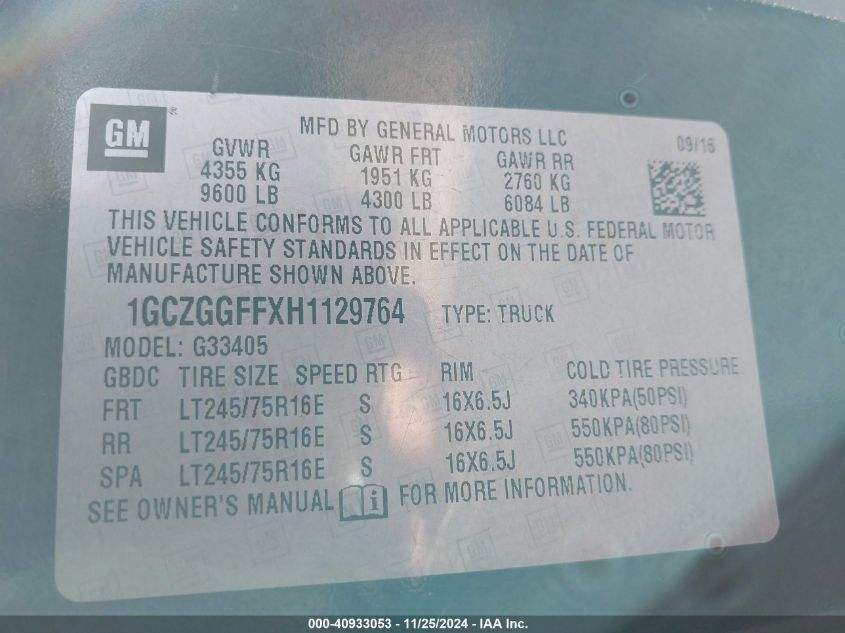 GM
MFD BY GENERAL MOTORS LLC
09/16
GVWR GAWR FRT GAWR RR
4355 KG 1951 KG 2760 KG
9600 LB 4300 LB 6084 LB
THIS VEHICLE CONFORMS TO ALL APPLICABLE U.S. FEDERAL MOTOR
VEHICLE SAFETY STANDARDS IN EFFECT ON THE DATE OF
MANUFACTURE SHOWN ABOVE.
1GCZGGFFXH1129764 TYPE: TRUCK
MODEL: G33405
GBDC TIRE SIZE SPEED RTG RIM COLD TIRE PRESSURE
FRT LT245/75R16E S 16X6.5J 340KPA(50PSI)
RR LT245/75R16E S 16X6.5J 550KPA(80PSI)
SPA LT245/75R16E S 16X6.5J 550KPA(80PSI)
SEE OWNER'S MANUAL FOR MORE INFORMATION.
000-40933053 - 11/25/2024 - IAA Inc.